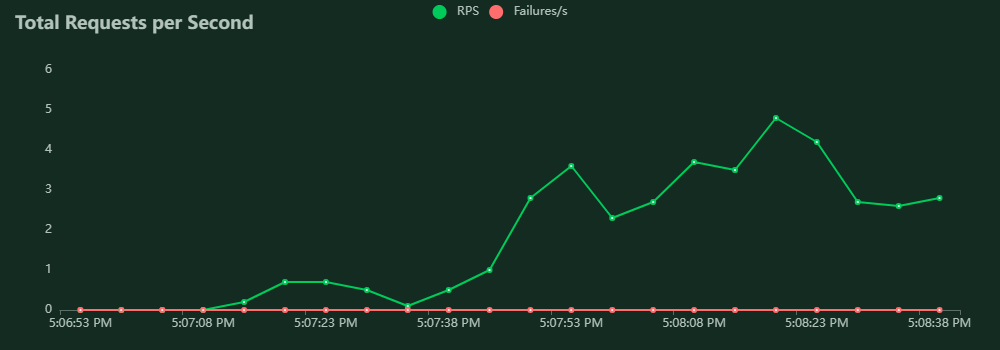 Total Requests per Second
RPS
Failures/s
6
5
4
3
2
1
0
5:06:53 PM
5:07:08 PM
5:07:23 PM
5:07:38 PM
5:07:53 PM
5:08:08 PM
5:08:23 PM
5:08:38 PM